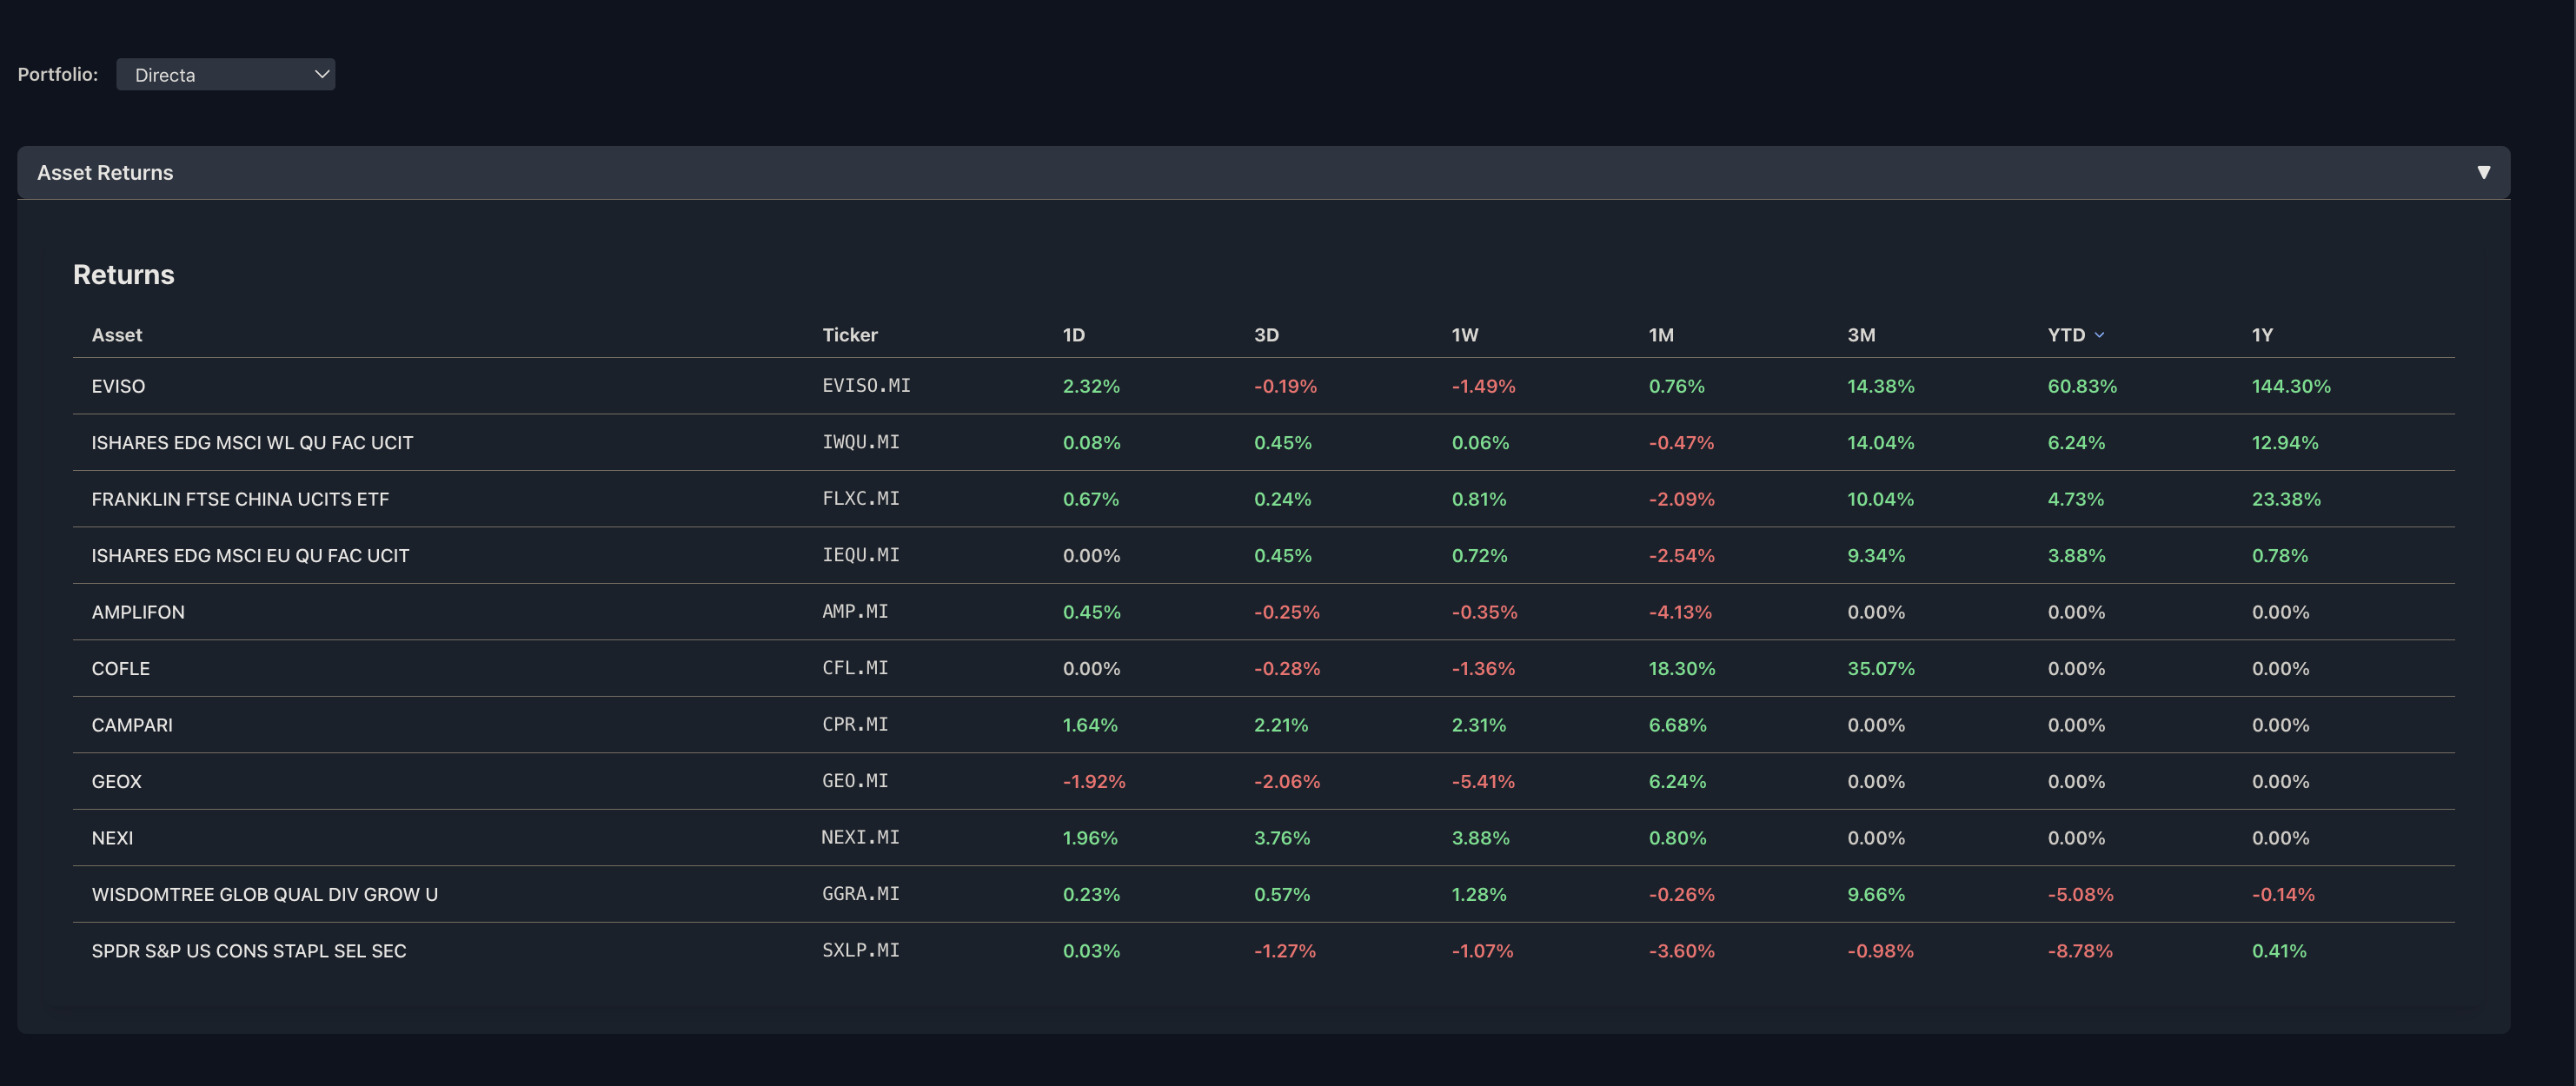 Portfolio: Directa
Asset Returns ▼
Returns
Asset Ticker 1D 3D 1W 1M 3M YTD 1Y
EVISO EVISO.MI 2.32% -0.19% -1.49% 0.76% 14.38% 60.83% 144.30%
ISHARES EDG MSCI WL QU FAC UCIT IWQU.MI 0.08% 0.45% 0.06% -0.47% 14.04% 6.24% 12.94%
FRANKLIN FTSE CHINA UCITS ETF FLXC.MI 0.67% 0.24% 0.81% -2.09% 10.04% 4.73% 23.38%
ISHARES EDG MSCI EU QU FAC UCIT IEQU.MI 0.00% 0.45% 0.72% -2.54% 9.34% 3.88% 0.78%
AMPLIFON AMP.MI 0.45% -0.25% -0.35% -4.13% 0.00% 0.00% 0.00%
COFLE CFL.MI 0.00% -0.28% -1.36% 18.30% 35.07% 0.00% 0.00%
CAMPARI CPR.MI 1.64% 2.21% 2.31% 6.68% 0.00% 0.00% 0.00%
GEOX GEO.MI -1.92% -2.06% -5.41% 6.24% 0.00% 0.00% 0.00%
NEXI NEXI.MI 1.96% 3.76% 3.88% 0.80% 0.00% 0.00% 0.00%
WISDOMTREE GLOB QUAL DIV GROW U GGRA.MI 0.23% 0.57% 1.28% -0.26% 9.66% -5.08% -0.14%
SPDR S&P US CONS STAPL SEL SEC SXLP.MI 0.03% -1.27% -1.07% -3.60% -0.98% -8.78% 0.41%